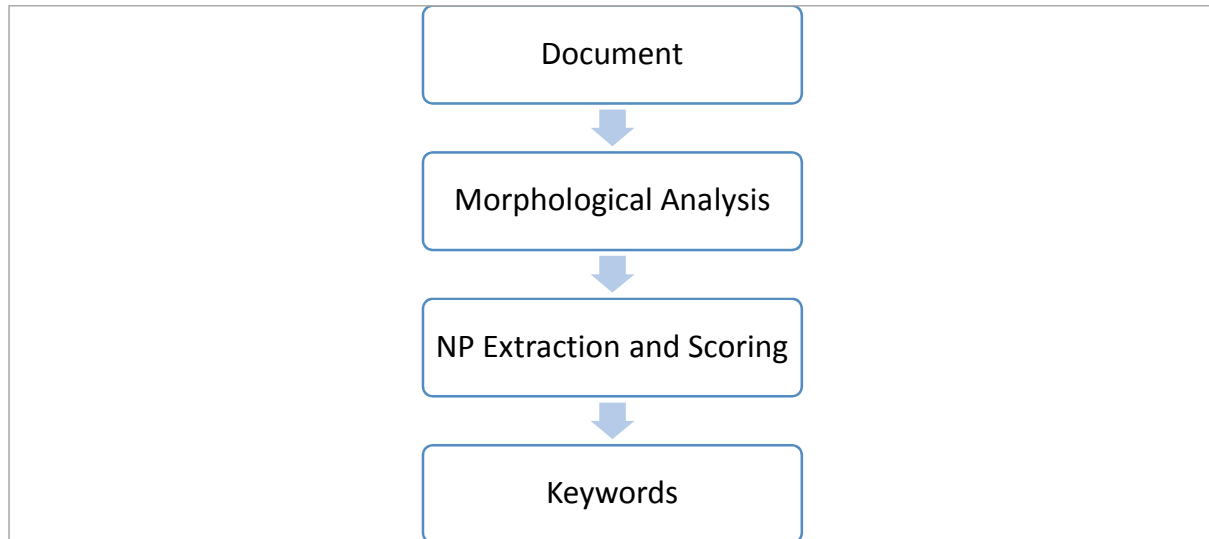 Document
Morphological Analysis
NP Extraction and Scoring
Keywords